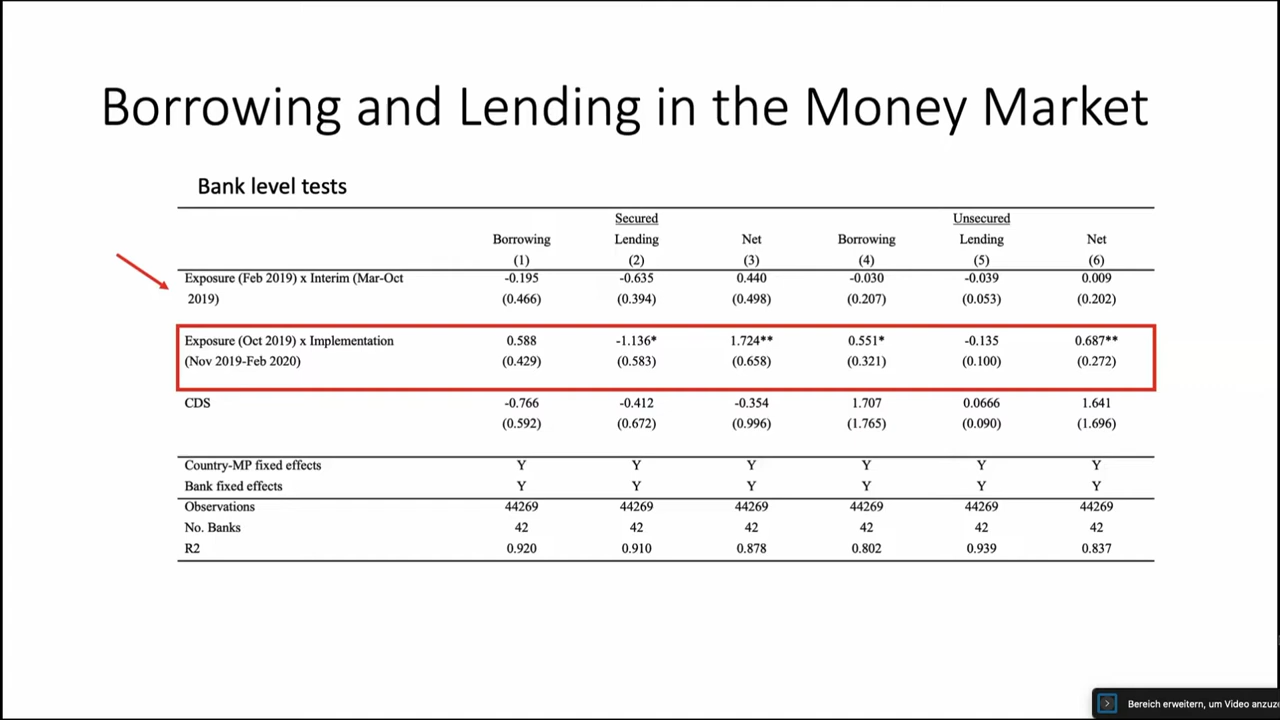 Borrowing and Lending in the Money Market
Bank level tests
Secured Unsecured
Borrowing Lending Net Borrowing Lending Net
(1) (2) (3) (4) (5) (6)
Exposure (Feb 2019) x Interim (Mar-Oct -0.195 -0.635 0.440 -0.030 -0.039 0.009
2019) (0.466) (0.394) (0.498) (0.207) (0.053) (0.202)
Exposure (Oct 2019) x Implementation 0.588 -1.136* 1.724** 0.551* -0.135 0.687**
(Nov 2019-Feb 2020) (0.429) (0.583) (0.658) (0.321) (0.100) (0.272)
CDS -0.766 -0.412 -0.354 1.707 0.0666 1.641
(0.592) (0.672) (0.996) (1.765) (0.090) (1.696)
Country-MP fixed effects Y Y Y Y Y Y
Bank fixed effects Y Y Y Y Y Y
Observations 44269 44269 44269 44269 44269 44269
No. Banks 42 42 42 42 42 42
R2 0.920 0.910 0.878 0.802 0.939 0.837
Bereich erweitern, um Video